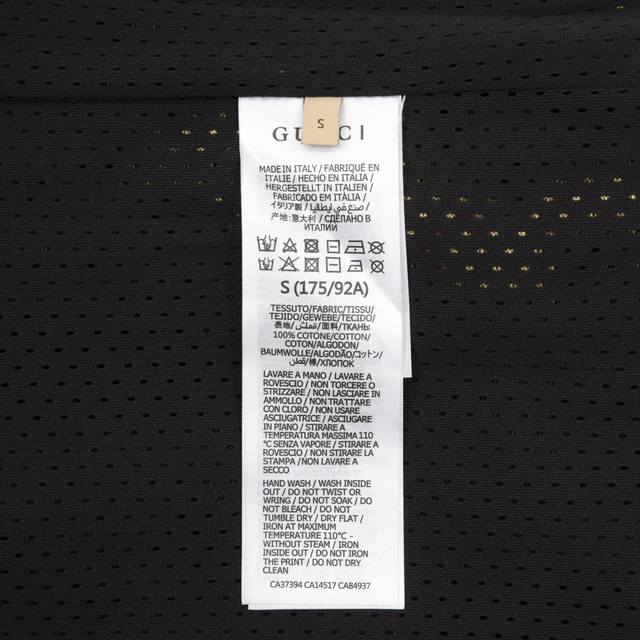 S
GUCCI
MADE IN ITALY / FABRIQUÉ EN
ITALIE / HECHO EN ITALIA /
HERGESTELLT IN ITALIEN /
FABRICADO EM ITÀLIA /
イタリア製 / صنع في إيطاليا /
产地:意大利 / СДЕЛАНО В
ИТАЛИИ
S (175/92A)
TESSUTO/FABRIC/TISSU/
TEJIDO/GEWEBE/TECIDO/
表地/قماش/面料/ТКАНЬ:
100% COTONE/COTTON/
COTON/ALGODON/
BAUMWOLLE/ALGODÃO/コットン/
قطن/棉/ХЛОПОК
LAVARE A MANO / LAVARE A
ROVESCIO / NON TORCERE O
STRIZZARE / NON LASCIARE IN
AMMOLLO / NON TRATTARE
CON CLORO / NON USARE
ASCIUGATRICE / ASCIUGARE
IN PIANO / STIRARE A
TEMPERATURA MASSIMA 110
°C SENZA VAPORE / STIRARE A
ROVESCIO / NON STIRARE LA
STAMPA /NON LAVARE A
SECCO
HAND WASH / WASH INSIDE
OUT / DO NOT TWIST OR
WRING / DO NOT SOAK / DO
NOT BLEACH / DO NOT
TUMBLE DRY / DRY FLAT /
IRON AT MAXIMUM
TEMPERATURE 110°C -
WITHOUT STEAM / IRON
INSIDE OUT / DO NOT IRON
THE PRINT / DO NOT DRY
CLEAN
CA37394 CA14517 CA84937